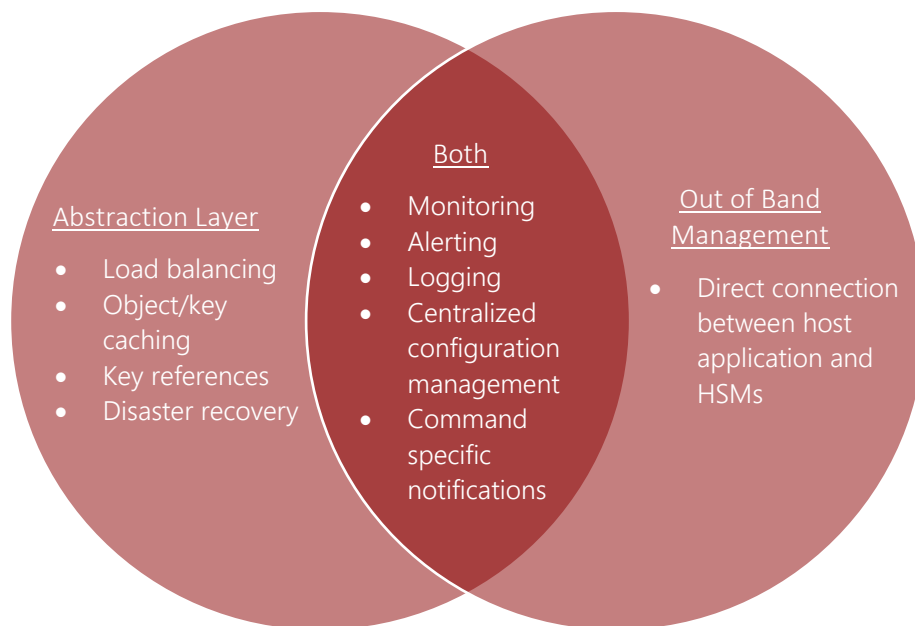 Abstraction Layer
• Load balancing
• Object/key
caching
• Key references
• Disaster recovery
Both
• Monitoring
• Alerting
• Logging
• Centralized
configuration
management
• Command
specific
notifications
Out of Band
Management
• Direct connection
between host
application and
HSMs